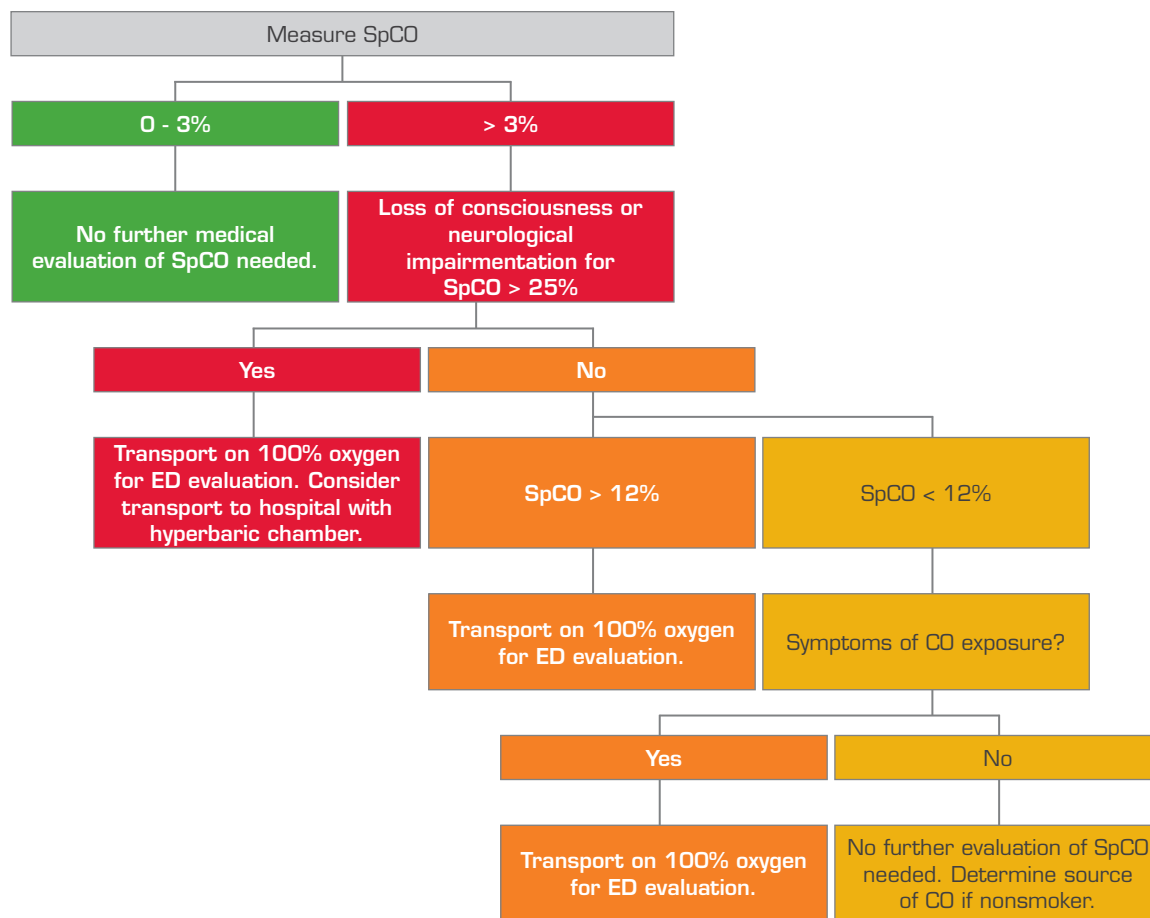 Measure SpCO
0 - 3%
> 3%
No further medical
evaluation of SpCO needed.
Loss of consciousness or
neurological
impairmentation for
SpCO > 25%
Yes
No
Transport on 100% oxygen
for ED evaluation. Consider
transport to hospital with
hyperbaric chamber.
SpCO > 12%
SpCO < 12%
Transport on 100% oxygen
for ED evaluation.
Symptoms of CO exposure?
Yes
No
Transport on 100% oxygen
for ED evaluation.
No further evaluation of SpCO
needed. Determine source
of CO if nonsmoker.